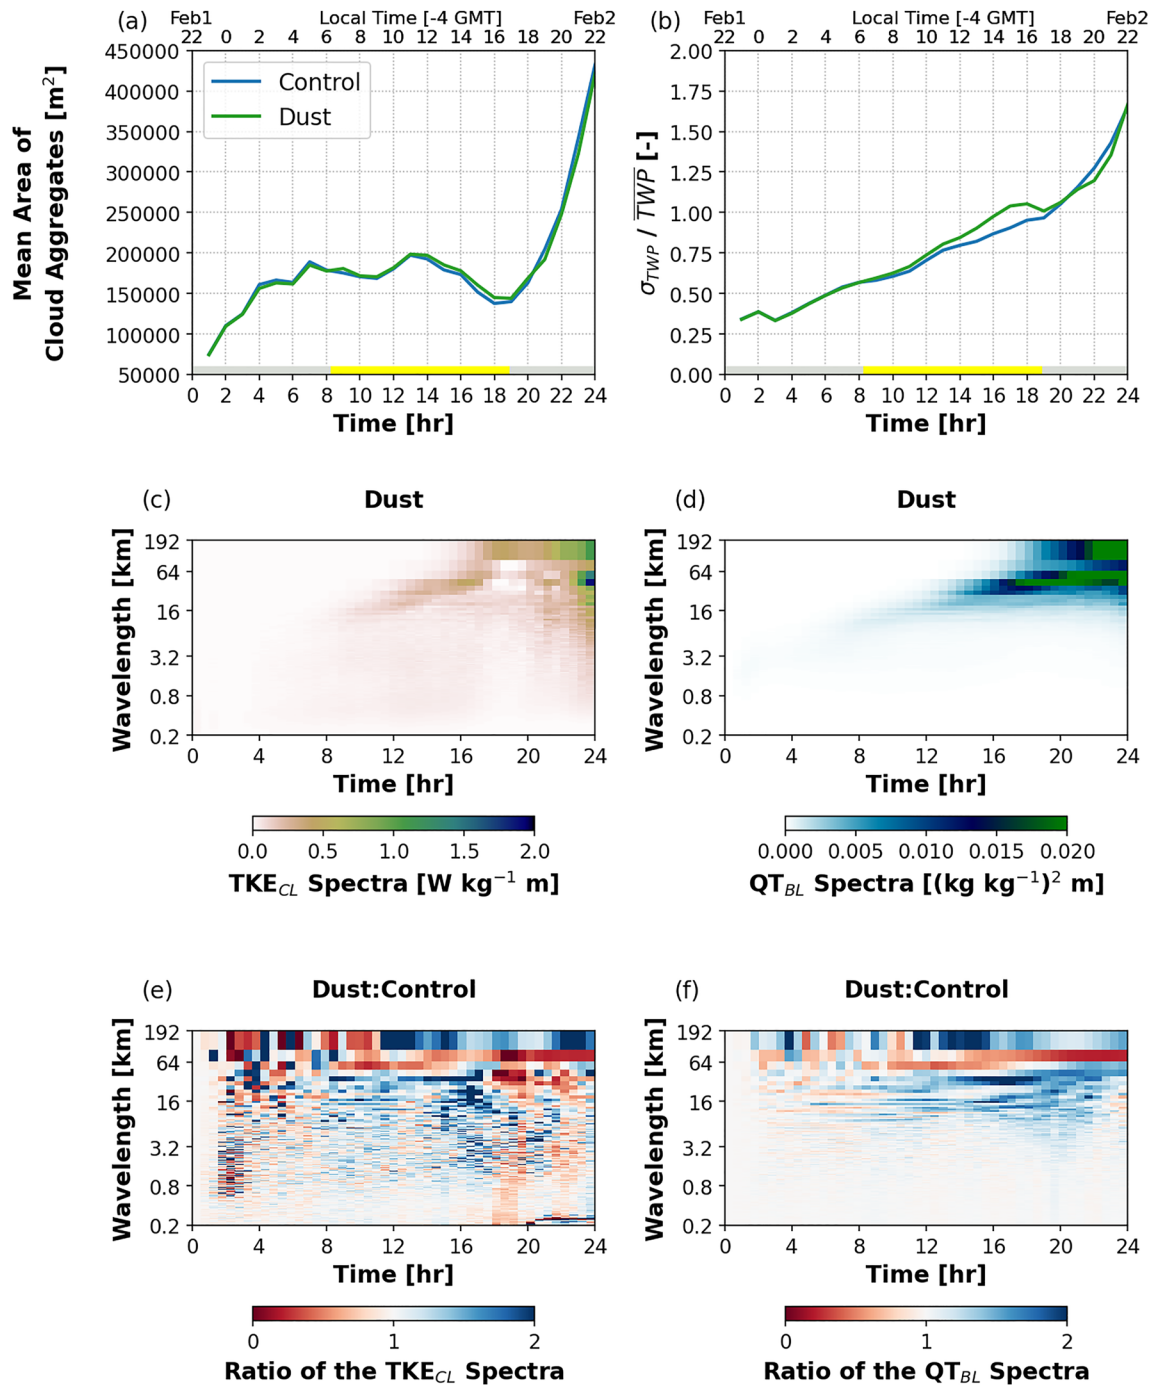 (a) Feb1 Local Time [-4 GMT] Feb2
22 0 2 4 6 8 10 12 14 16 18 20 22
450000
400000
350000
300000
250000
200000
150000
100000
50000
Mean Area of
Cloud Aggregates [m²]
Control
Dust
0 2 4 6 8 10 12 14 16 18 20 22 24
Time [hr]
(b) Feb1 Local Time [-4 GMT] Feb2
22 0 2 4 6 8 10 12 14 16 18 20 22
2.00
1.75
1.50
1.25
1.00
0.75
0.50
0.25
0.00
σTWP / TWP [-]
0 2 4 6 8 10 12 14 16 18 20 22 24
Time [hr]
(c) Dust
192
64
16
3.2
0.8
0.2
Wavelength [km]
0 4 8 12 16 20 24
Time [hr]
0.0 0.5 1.0 1.5 2.0
TKECL Spectra [W kg⁻¹ m]
(d) Dust
192
64
16
3.2
0.8
0.2
Wavelength [km]
0 4 8 12 16 20 24
Time [hr]
0.000 0.005 0.010 0.015 0.020
QTBL Spectra [(kg kg⁻¹)² m]
(e) Dust:Control
192
64
16
3.2
0.8
0.2
Wavelength [km]
0 4 8 12 16 20 24
Time [hr]
0 1 2
Ratio of the TKECL Spectra
(f) Dust:Control
192
64
16
3.2
0.8
0.2
Wavelength [km]
0 4 8 12 16 20 24
Time [hr]
0 1 2
Ratio of the QTBL Spectra